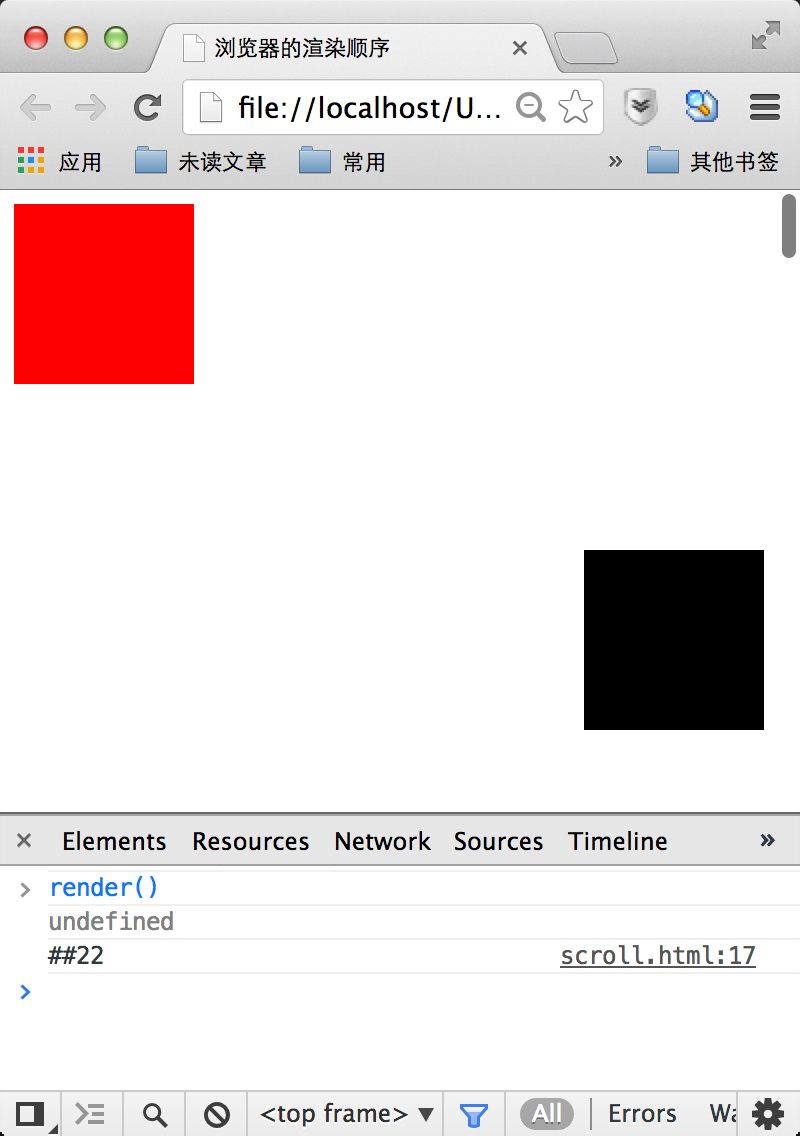 浏览器的渲染顺序
file://localhost/U...
应用 未读文章 常用 » 其他书签
Elements Resources Network Sources Timeline »
> render()
undefined
##22 scroll.html:17
>
<top frame> ▼ All Errors Wa